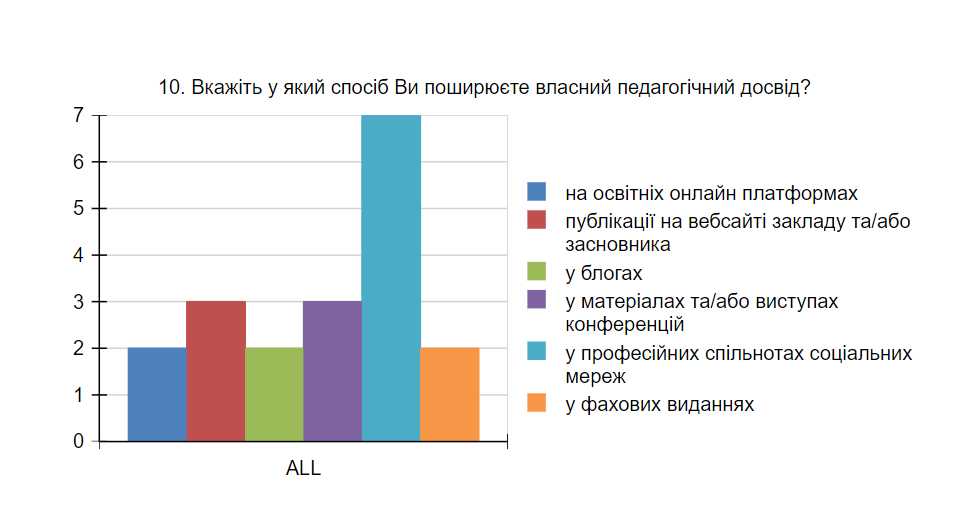 10. Вкажіть у який спосіб Ви поширюєте власний педагогічний досвід?
7
6
5
4
3
2
1
0
ALL
на освітніх онлайн платформах
публікації на вебсайті закладу та/або
засновника
у блогах
у матеріалах та/або виступах
конференцій
у професійних спільнотах соціальних
мереж
у фахових виданнях